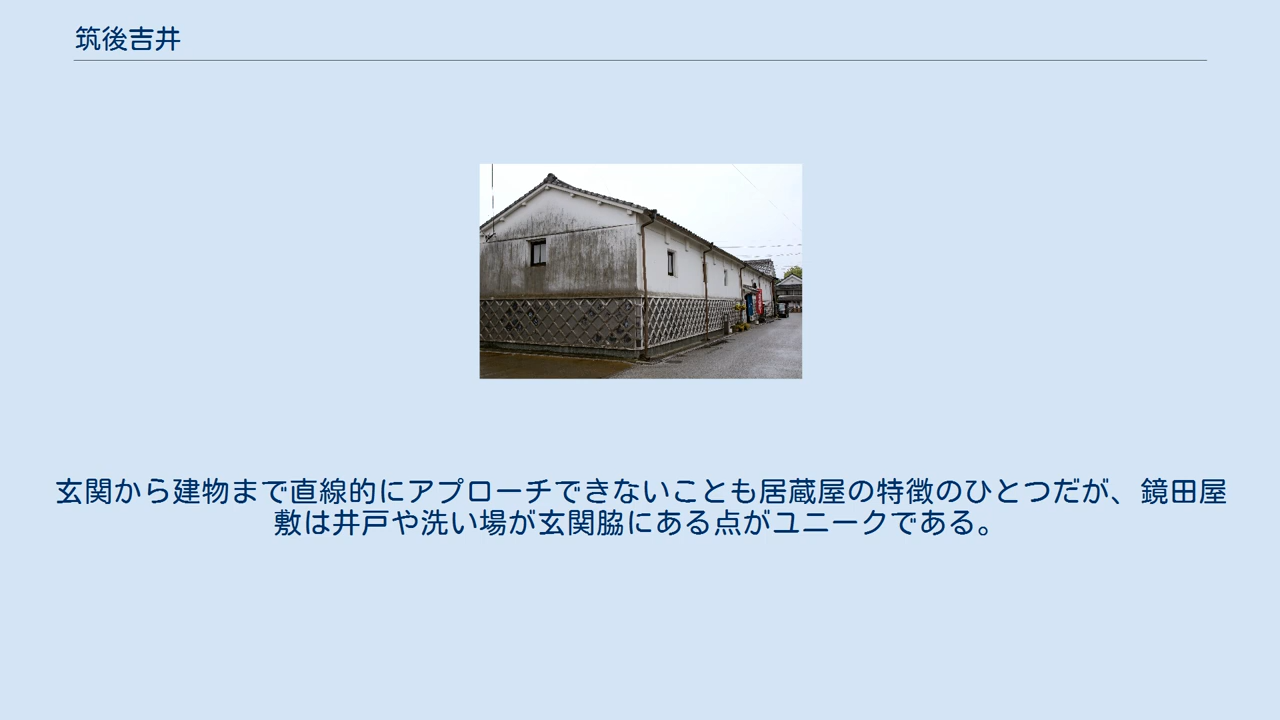 筑後吉井
玄関から建物まで直線的にアプローチできないことも居蔵屋の特徴のひとつだが、鏡田屋
敷は井戸や洗い場が玄関脇にある点がユニークである。